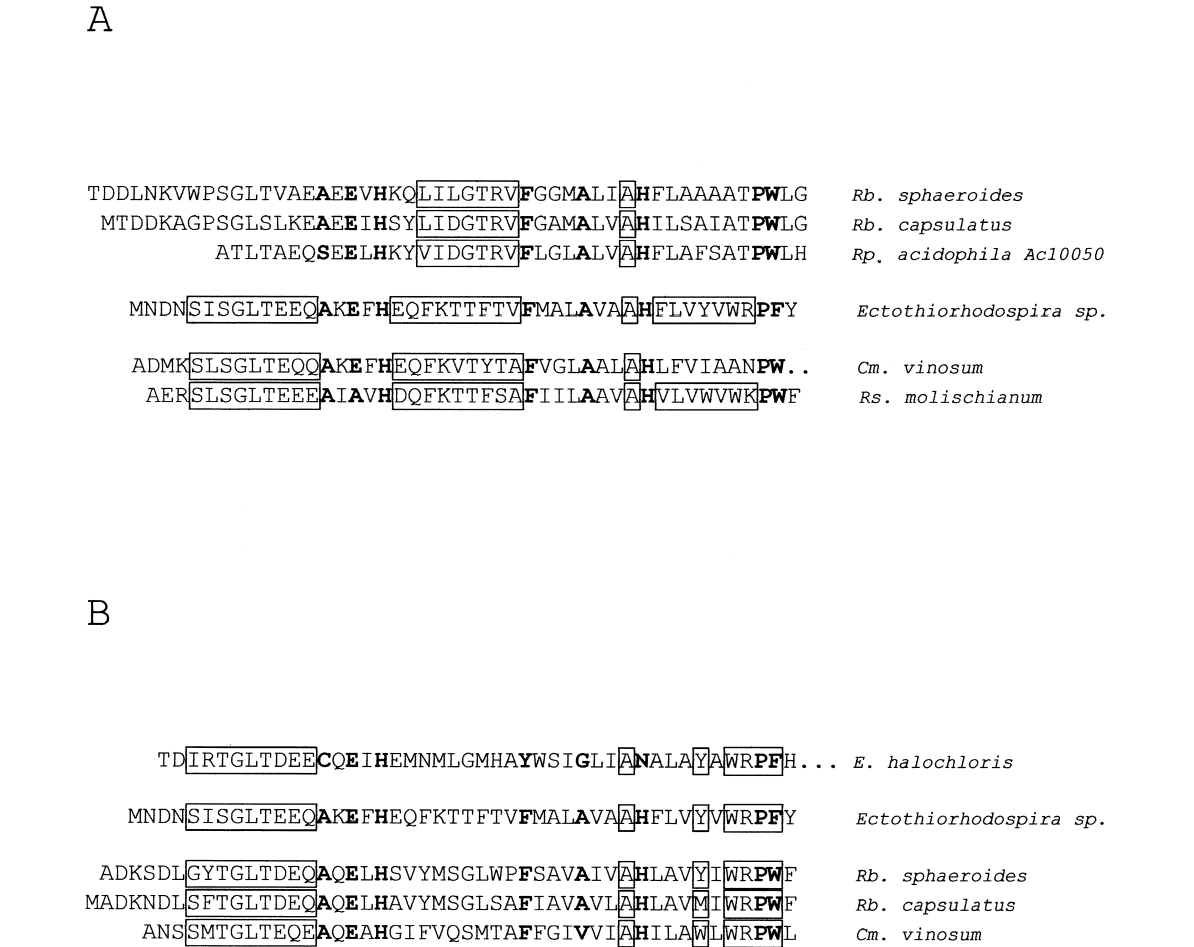 A
TDDLNKVWPSGLTVAEAEEVHKQLILGTRVFGGMALIAHFLAAAATPWLG Rb. sphaeroides
MTDDKAGPSGLSLKEAEEIHSYLIDGTRVFGAMALVAHILSAIATPWLG Rb. capsulatus
ATLTAEQSEELHKYVIDGTRVFLGLALVAHFLAFSATPWLH Rp. acidophila Ac10050
MNDNSISGLTEEQAKEFHEQFKTTFTVFMALAVAAHFLVYVWRPFY Ectothiorhodospira sp.
ADMKSLSGLTEQQAKEFHEQFKVTYTAFVGLAALAHLFVIAANPW.. Cm. vinosum
AERSLSGLTEEEAIAVHDQFKTTFSAFIILAAVAHVLVWVWKPWF Rs. molischianum
B
TDIRTGLTDEECQEIHEMNMLGMHAYWSIGLIANALAYAWRPFH... E. halochloris
MNDNSISGLTEEQAKEFHEQFKTTFTVFMALAVAAHFLVYVWRPFY Ectothiorhodospira sp.
ADKSDLGYTGLTDEQAQELHSVYMSGLWPFSAVAIVAHLAVYIWRPWF Rb. sphaeroides
MADKNDLSFTGLTDEQAQELHAVYMSGLSAFIAVAVLAHLAVMIWRPWF Rb. capsulatus
ANSSMTGLTEQEAQEAHGIFVQSMTAFFGIVVIAHILAWLWRPWL Cm. vinosum